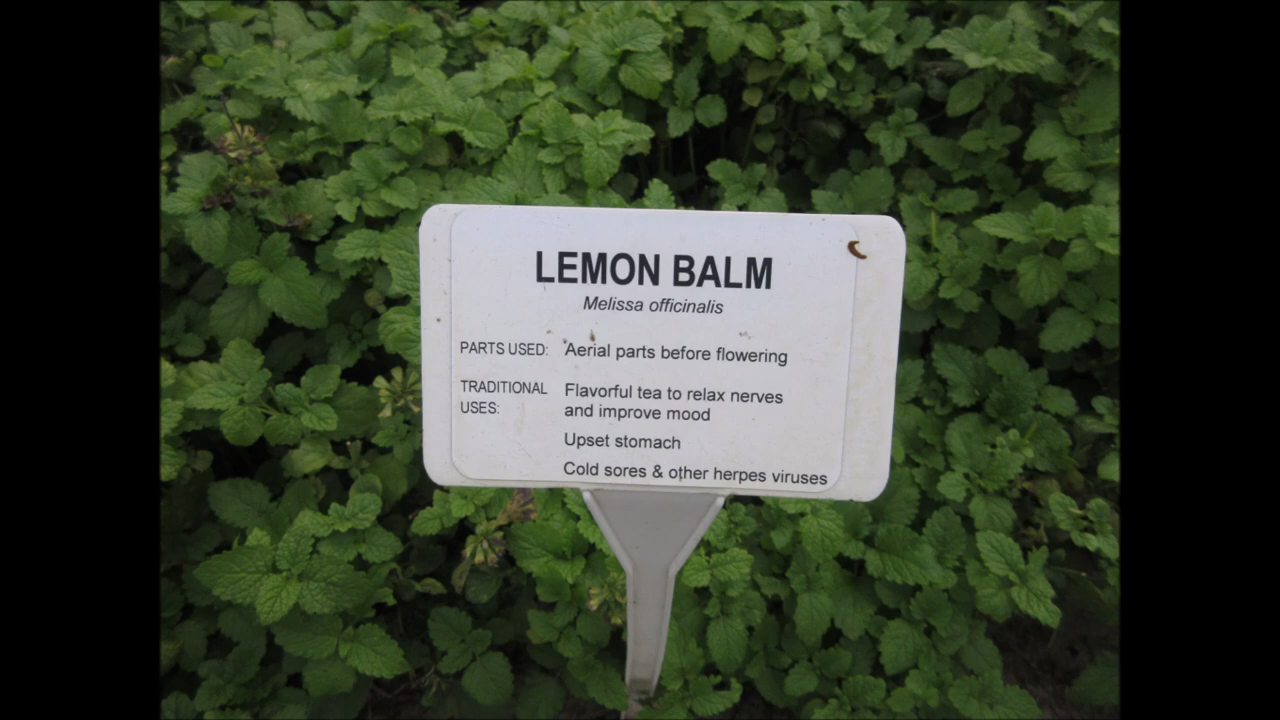 LEMON BALM
Melissa officinalis
PARTS USED: Aerial parts before flowering
TRADITIONAL USES: Flavorful tea to relax nerves
and improve mood
Upset stomach
Cold sores & other herpes viruses